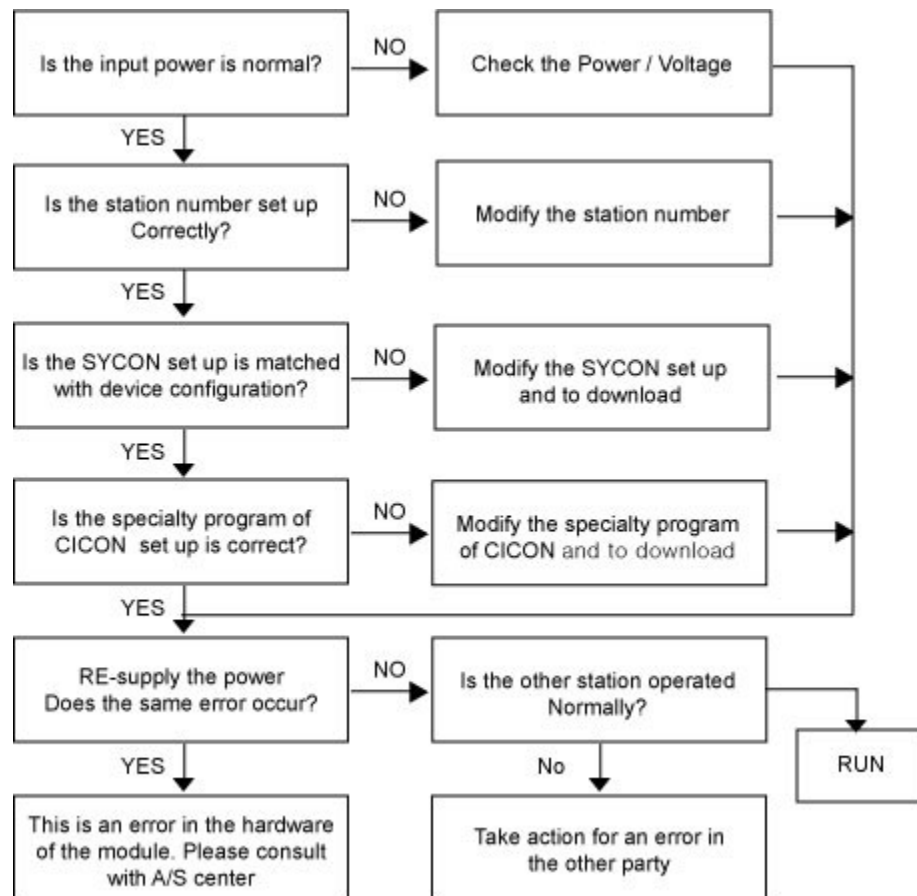 Is the input power is normal?
NO
Check the Power / Voltage
YES
Is the station number set up
Correctly?
NO
Modify the station number
YES
Is the SYCON set up is matched
with device configuration?
NO
Modify the SYCON set up
and to download
YES
Is the specialty program of
CICON set up is correct?
NO
Modify the specialty program
of CICON and to download
YES
RE-supply the power
Does the same error occur?
NO
Is the other station operated
Normally?
RUN
YES
No
This is an error in the hardware
of the module. Please consult
with A/S center
Take action for an error in
the other party